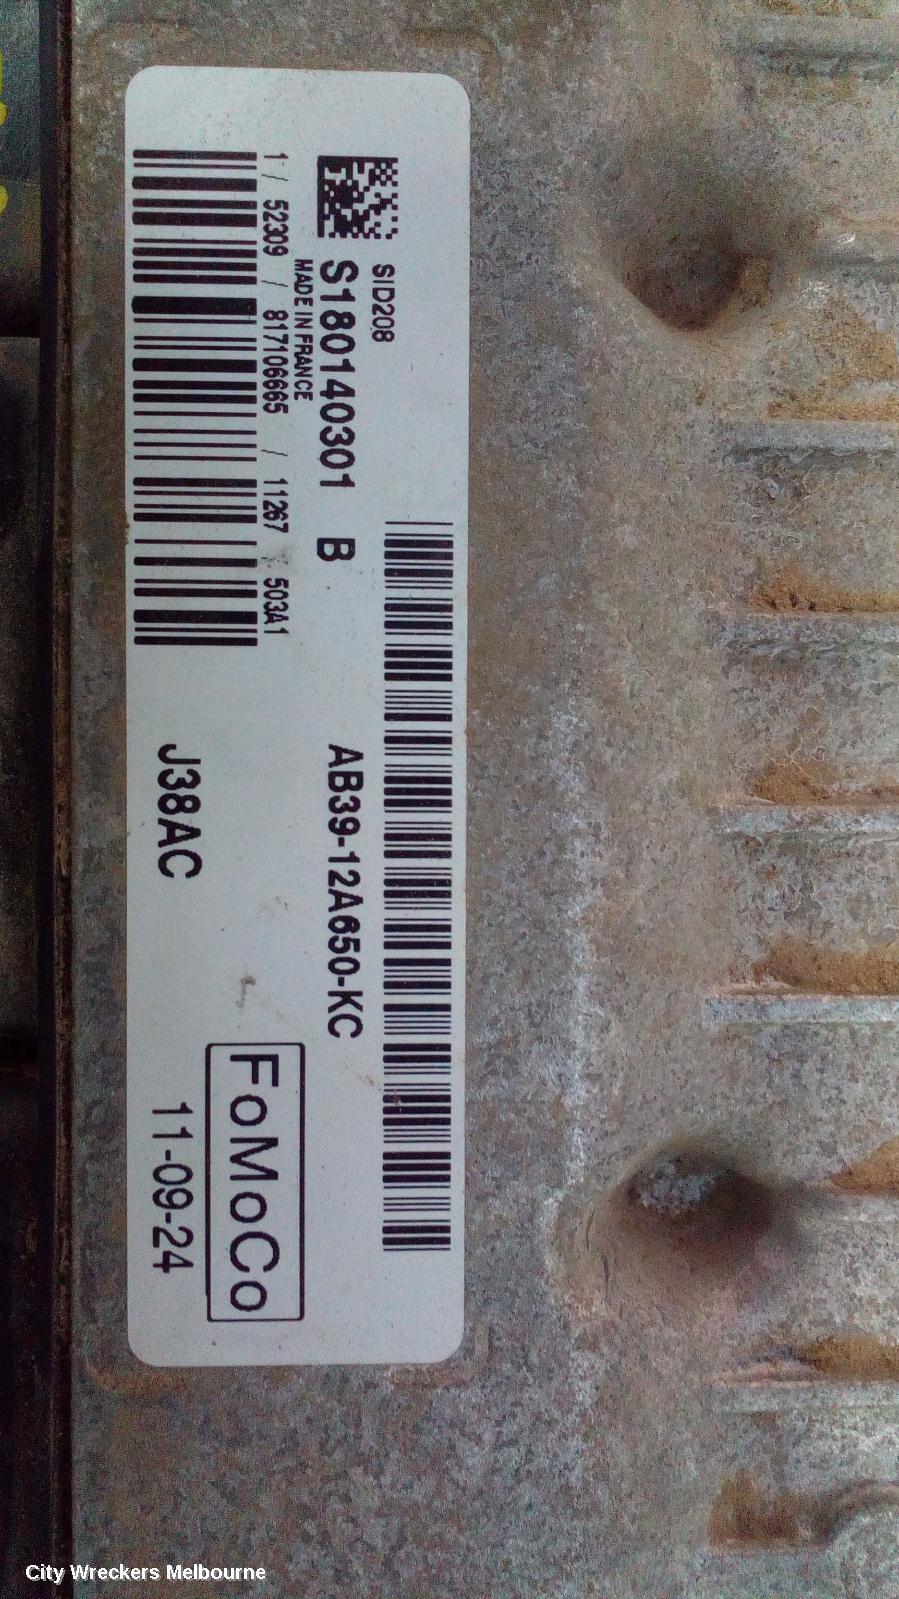 SID208
S180140301 B
MADE IN FRANCE
1 / 52309 / 817106665 / 11267 / 503A1
AB39-12A650-KC
J38AC
FoMoCo
11-09-24
City Wreckers Melbourne